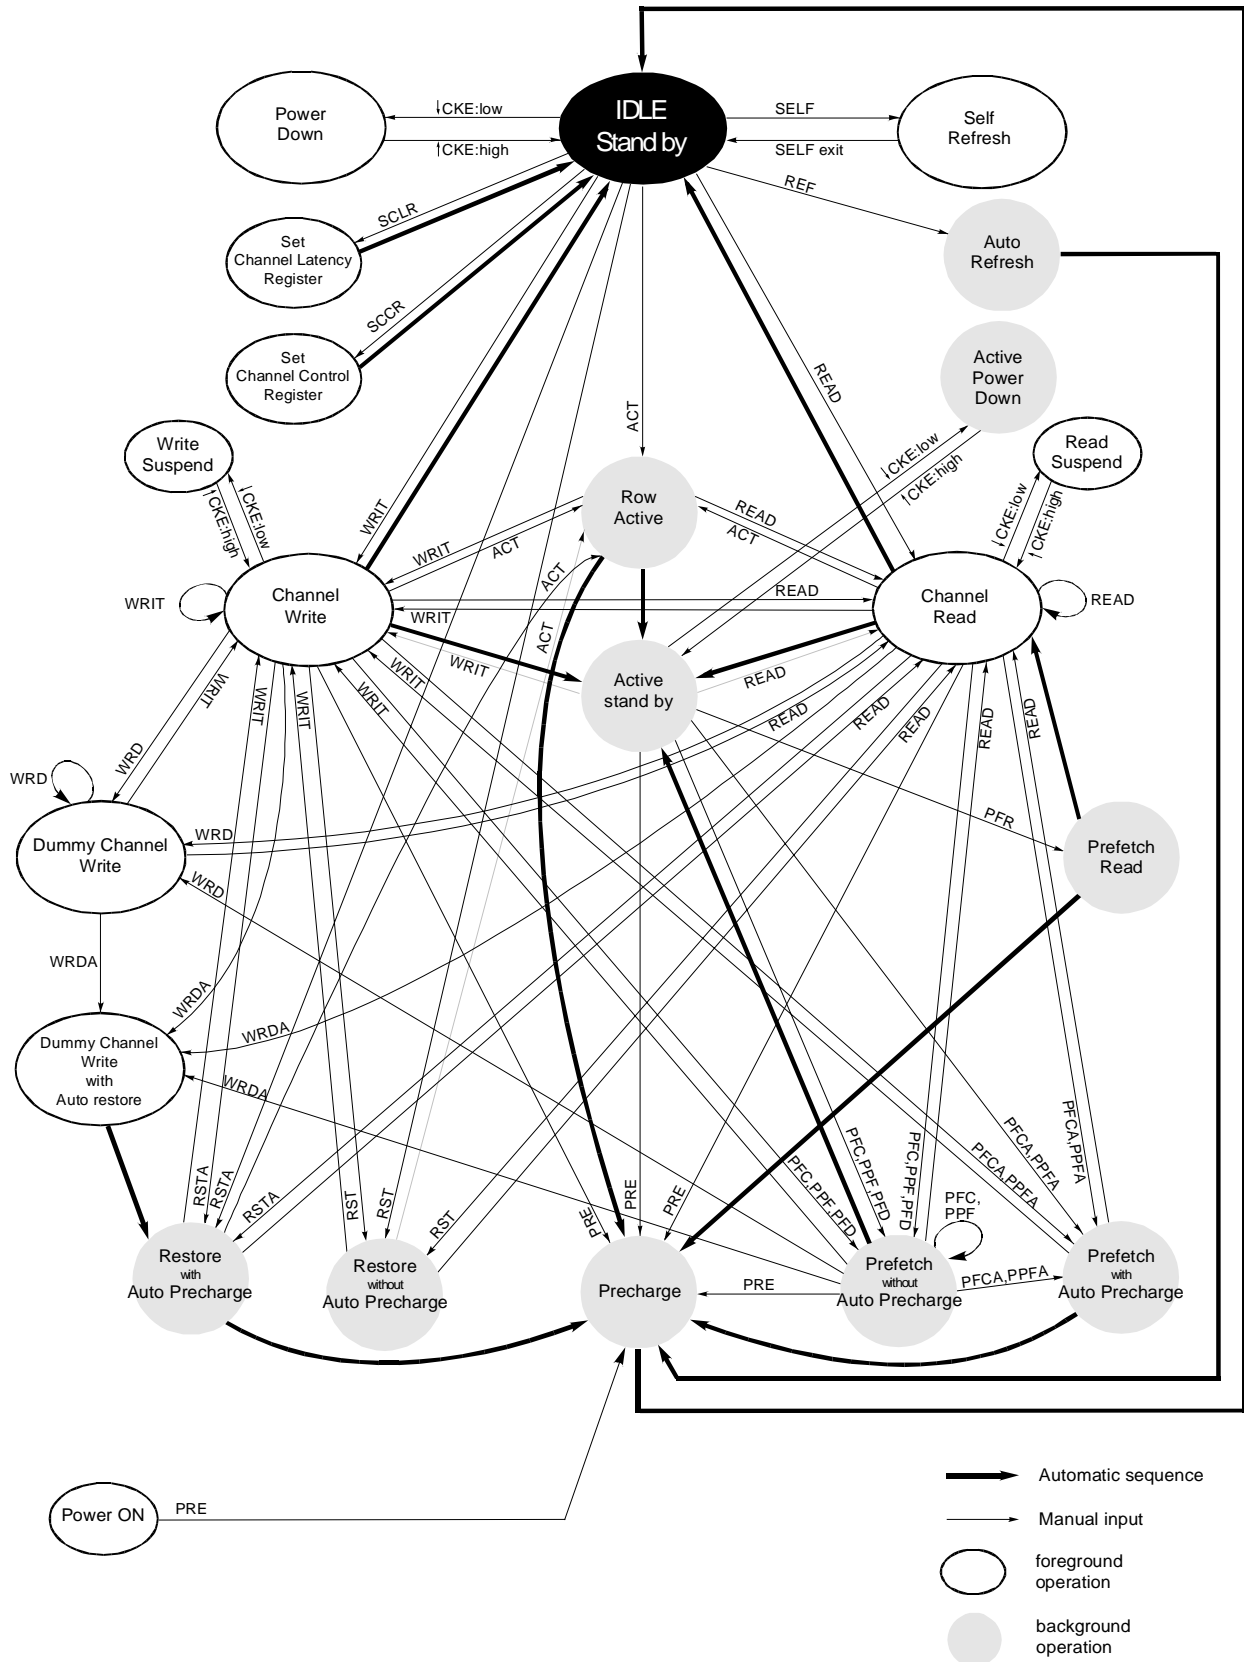 IDLE
Stand by
Power
Down
CKE:low
CKE:high
SELF
SELF exit
Self
Refresh
REF
Auto
Refresh
SCLR
Set
Channel Latency
Register
SCCR
Set
Channel Control
Register
Active
Power
Down
READ
ACT
WRIT
Write
Suspend
CKE:high
CKE:low
CKE:low
CKE:high
Read
Suspend
CKE:low
CKE:high
Row
Active
WRIT
ACT
READ
ACT
ACT
ACT
Channel
Write
WRIT
READ
WRIT
Channel
Read
READ
Active
stand by
WRIT
READ
WRIT
WRIT
WRIT
WRIT
WRIT
READ
READ
READ
READ
READ
WRD
WRD
Dummy Channel
Write
WRD
WRD
PFR
Prefetch
Read
WRDA
WRDA
WRDA
WRDA
Dummy Channel
Write
with
Auto restore
RSTA
RSTA
RSTA
RST
RST
RST
PRE
PRE
PRE
PFC,PPF,PFD
PFC,PPF,PFD
PFC,PPF,PFD
PFCA,PPFA
PFCA,PPFA
PFCA,PPFA
PFC,
PPF
Restore
with
Auto Precharge
Restore
without
Auto Precharge
Precharge
PRE
Prefetch
without
Auto Precharge
PFCA,PPFA
Prefetch
with
Auto Precharge
Power ON
PRE
Automatic sequence
Manual input
foreground
operation
background
operation